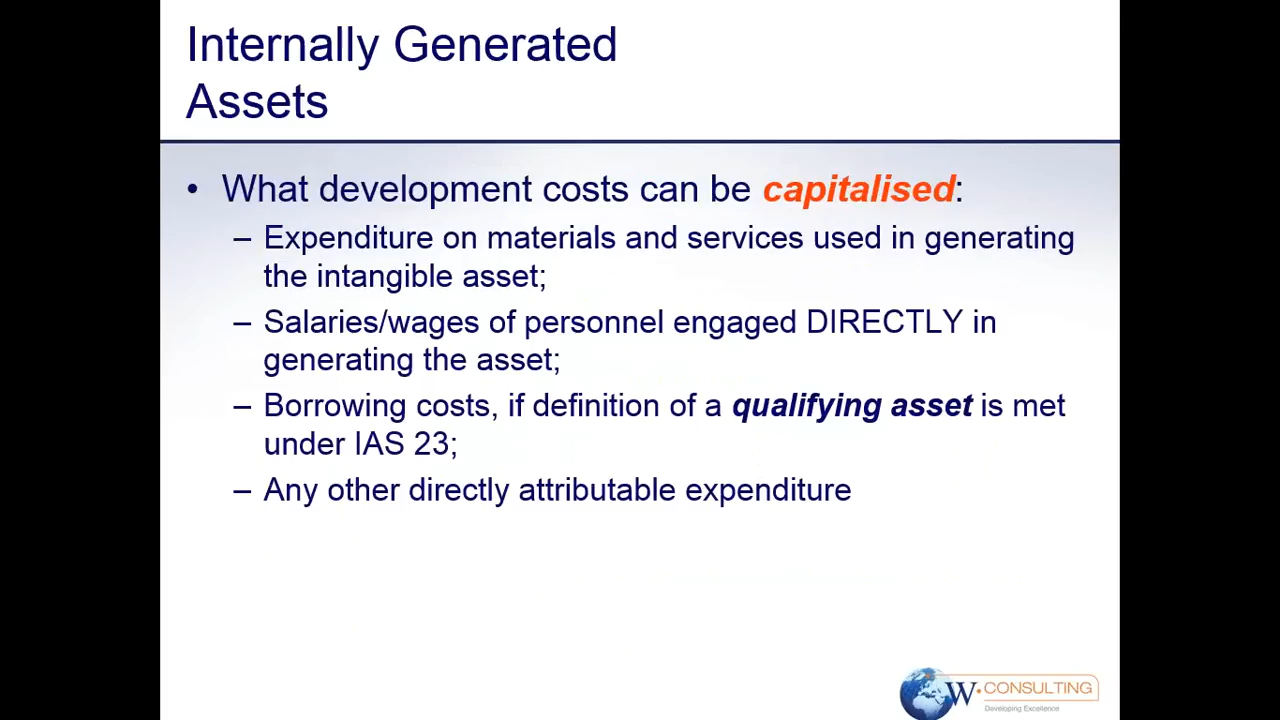 Internally Generated
Assets
• What development costs can be capitalised:
– Expenditure on materials and services used in generating
the intangible asset;
– Salaries/wages of personnel engaged DIRECTLY in
generating the asset;
– Borrowing costs, if definition of a qualifying asset is met
under IAS 23;
– Any other directly attributable expenditure
W.CONSULTING
Developing Excellence